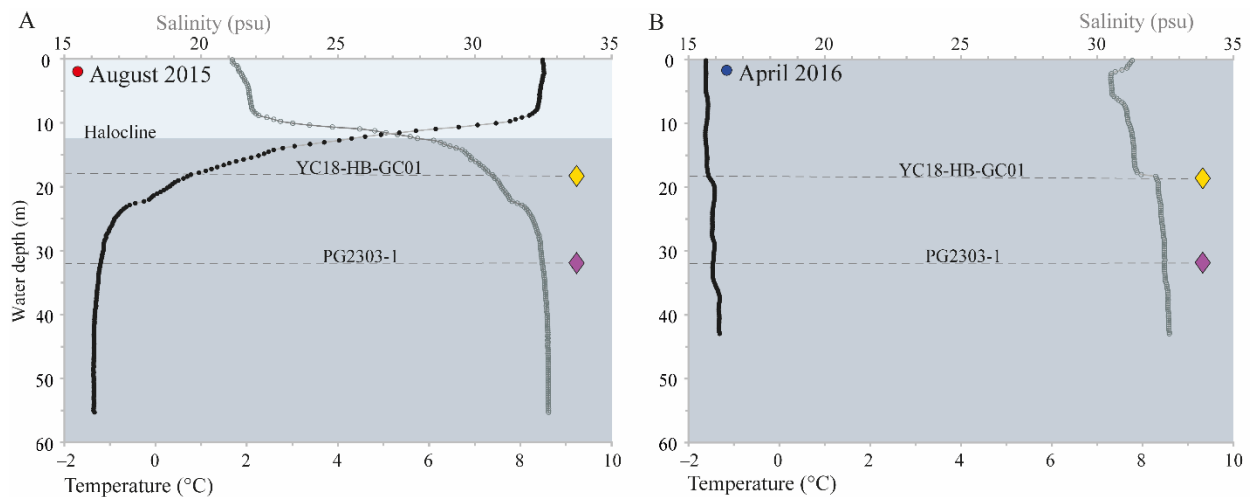 A
Salinity (psu)
15 20 25 30 35
0
10
20
30
40
50
60
Water depth (m)
August 2015
Halocline
YC18-HB-GC01
PG2303-1
−2 0 2 4 6 8 10
Temperature (°C)
B
Salinity (psu)
15 20 25 30 35
0
10
20
30
40
50
60
April 2016
YC18-HB-GC01
PG2303-1
−2 0 2 4 6 8 10
Temperature (°C)